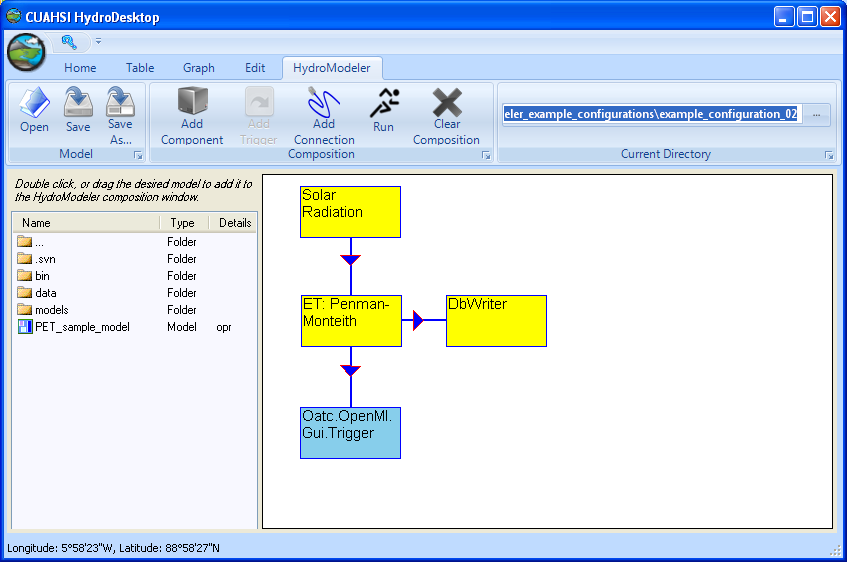 CUAHSI HydroDesktop
Home Table Graph Edit HydroModeler
Open Save Save As... Add Component Add Trigger Add Connection Run Clear Composition
eler_example_configurations\example_configuration_02 ...
Model Composition Current Directory
Double click, or drag the desired model to add it to
the HydroModeler composition window.
Name Type Details
... Folder
.svn Folder
bin Folder
data Folder
models Folder
PET_sample_model Model opr
Solar
Radiation
ET: Penman-
Monteith
DbWriter
Oatc.OpenMI.
Gui.Trigger
Longitude: 5°58'23"W, Latitude: 88°58'27"N